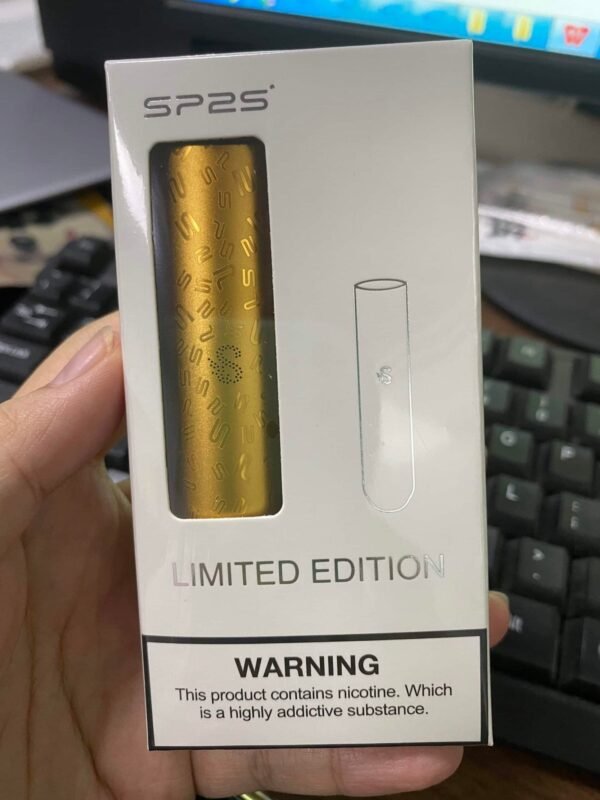 SP2S
LIMITED EDITION
WARNING
This product contains nicotine. Which
is a highly addictive substance.